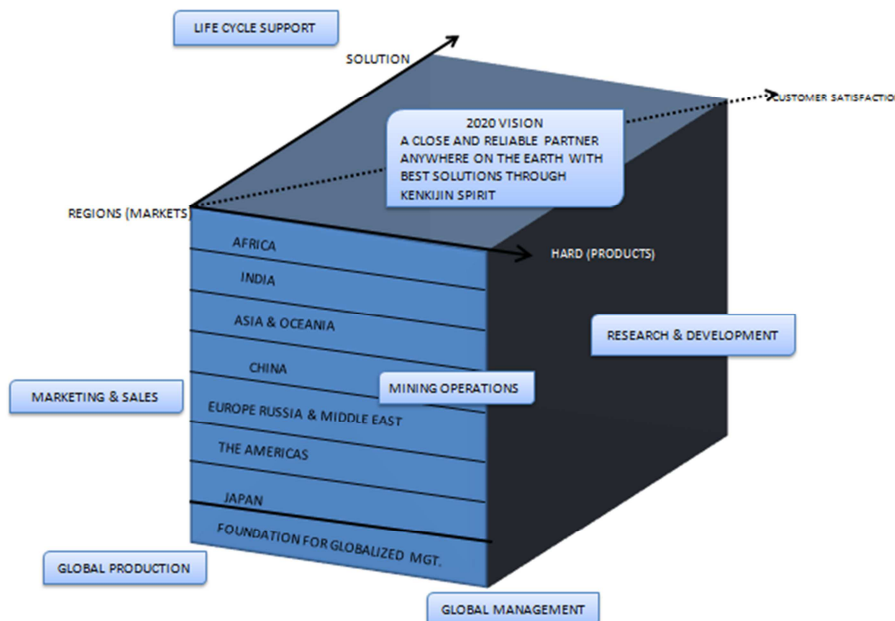 LIFE CYCLE SUPPORT
SOLUTION
CUSTOMER SATISFACTION
2020 VISION
A CLOSE AND RELIABLE PARTNER
ANYWHERE ON THE EARTH WITH
BEST SOLUTIONS THROUGH
KENKIJIN SPIRIT
REGIONS (MARKETS)
HARD (PRODUCTS)
AFRICA
INDIA
ASIA & OCEANIA
RESEARCH & DEVELOPMENT
CHINA
MINING OPERATIONS
MARKETING & SALES
EUROPE RUSSIA & MIDDLE EAST
THE AMERICAS
JAPAN
FOUNDATION FOR GLOBALIZED MGT.
GLOBAL PRODUCTION
GLOBAL MANAGEMENT